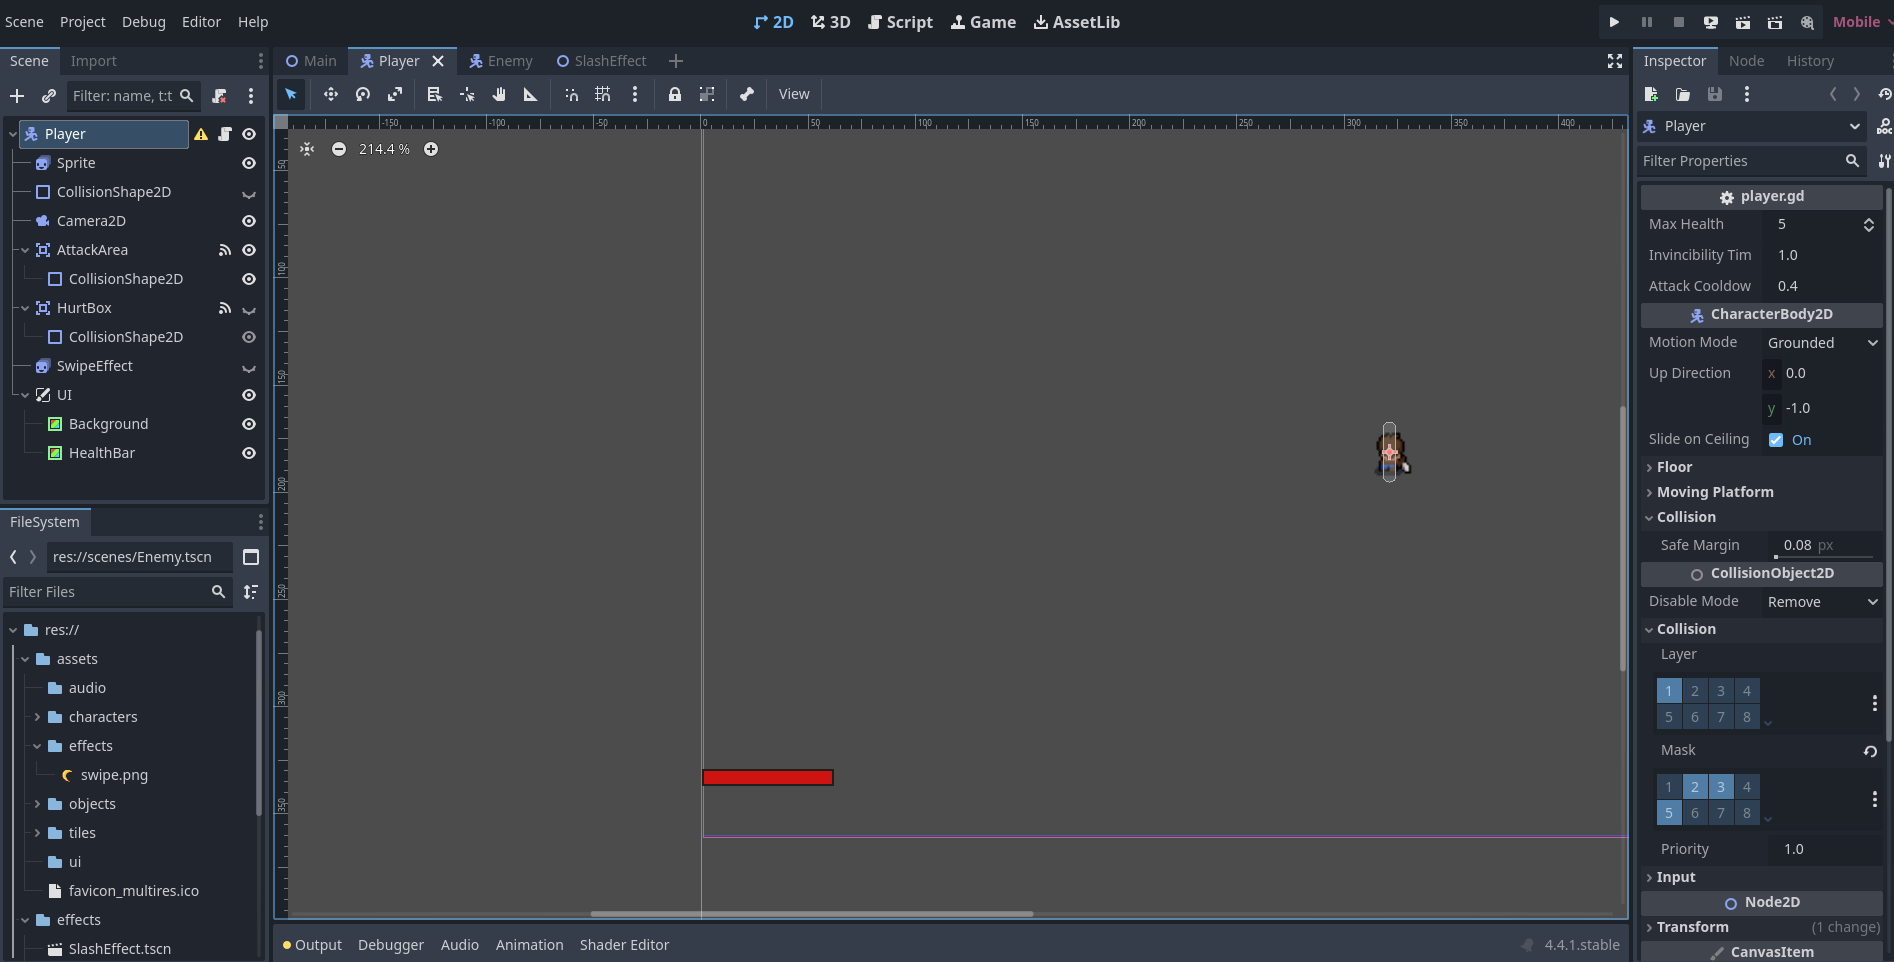 Scene Project Debug Editor Help
2D 3D Script Game AssetLib
Mobile
Scene Import
Filter: name, t:t
Player
Sprite
CollisionShape2D
Camera2D
AttackArea
CollisionShape2D
HurtBox
CollisionShape2D
SwipeEffect
UI
Background
HealthBar
FileSystem
res://scenes/Enemy.tscn
Filter Files
res://
assets
audio
characters
effects
swipe.png
objects
tiles
ui
favicon_multires.ico
effects
SlashEffect.tscn
Main Player Enemy SlashEffect
View
-150 -100 -50 0 50 100 150 200 250 300 350 400
214.4 %
50
100
150
200
250
300
350
Output Debugger Audio Animation Shader Editor
4.4.1.stable
Inspector Node History
Player
DOC
Filter Properties
player.gd
Max Health 5
Invincibility Tim 1.0
Attack Cooldow 0.4
CharacterBody2D
Motion Mode Grounded
Up Direction x 0.0
y -1.0
Slide on Ceiling On
Floor
Moving Platform
Collision
Safe Margin 0.08 px
CollisionObject2D
Disable Mode Remove
Collision
Layer
1 2 3 4
5 6 7 8
Mask
1 2 3 4
5 6 7 8
Priority 1.0
Input
Node2D
Transform (1 change)
CanvasItem